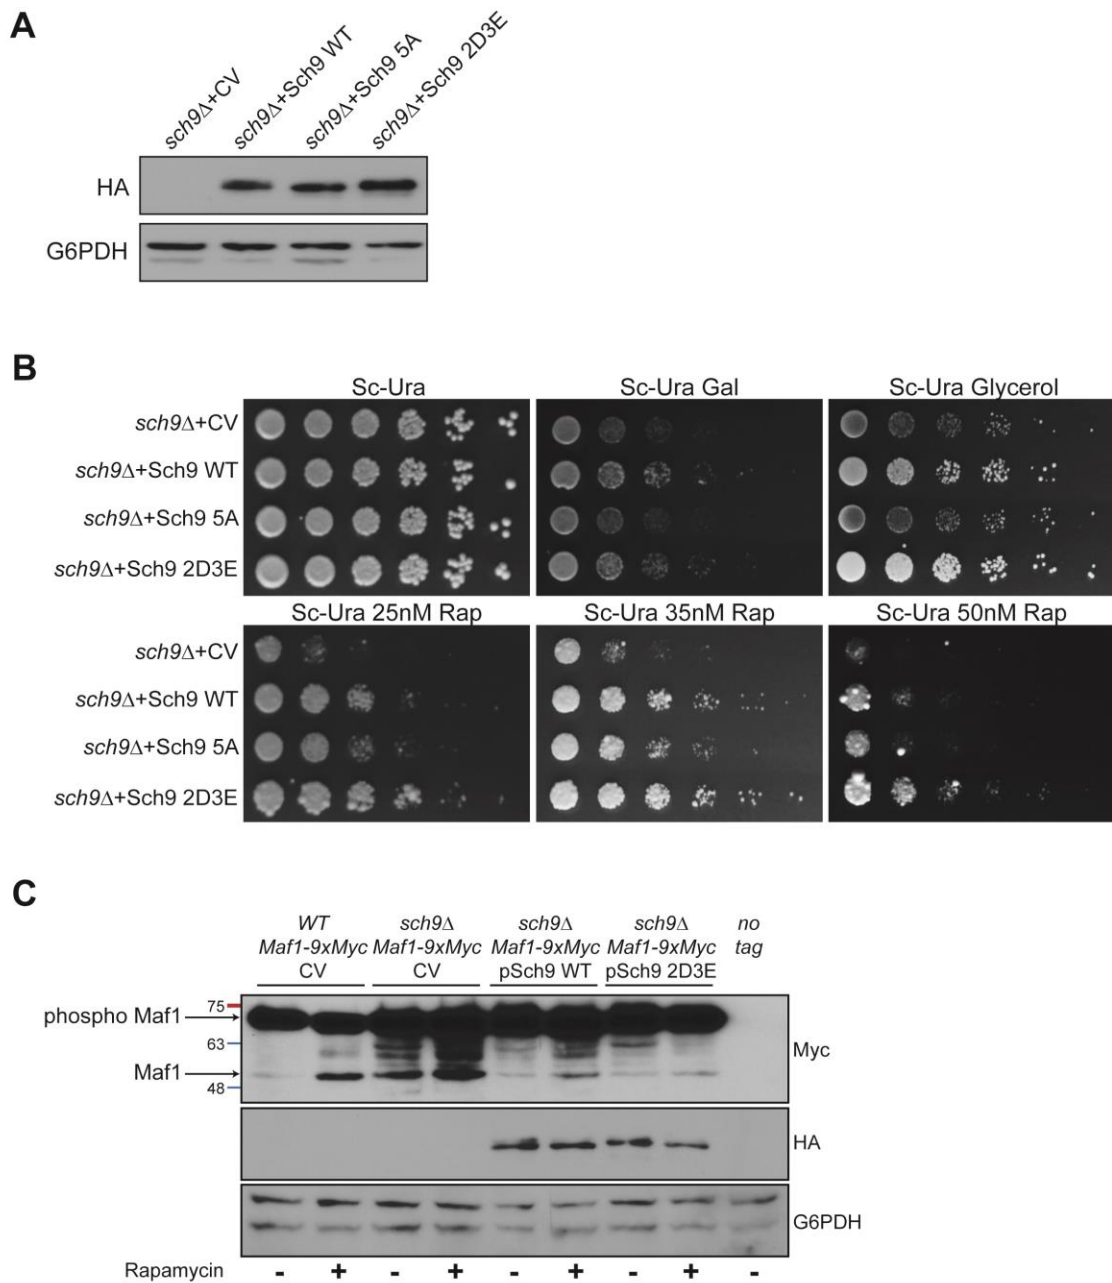 A
sch9Δ+CV
sch9Δ+Sch9 WT
sch9Δ+Sch9 5A
sch9Δ+Sch9 2D3E
HA
G6PDH
B
Sc-Ura Sc-Ura Gal Sc-Ura Glycerol
sch9Δ+CV
sch9Δ+Sch9 WT
sch9Δ+Sch9 5A
sch9Δ+Sch9 2D3E
Sc-Ura 25nM Rap Sc-Ura 35nM Rap Sc-Ura 50nM Rap
sch9Δ+CV
sch9Δ+Sch9 WT
sch9Δ+Sch9 5A
sch9Δ+Sch9 2D3E
C
WT sch9Δ sch9Δ sch9Δ no
Maf1-9xMyc Maf1-9xMyc Maf1-9xMyc Maf1-9xMyc tag
CV CV pSch9 WT pSch9 2D3E
75
phospho Maf1
63
Myc
Maf1
48
HA
G6PDH
Rapamycin - + - + - + - + -